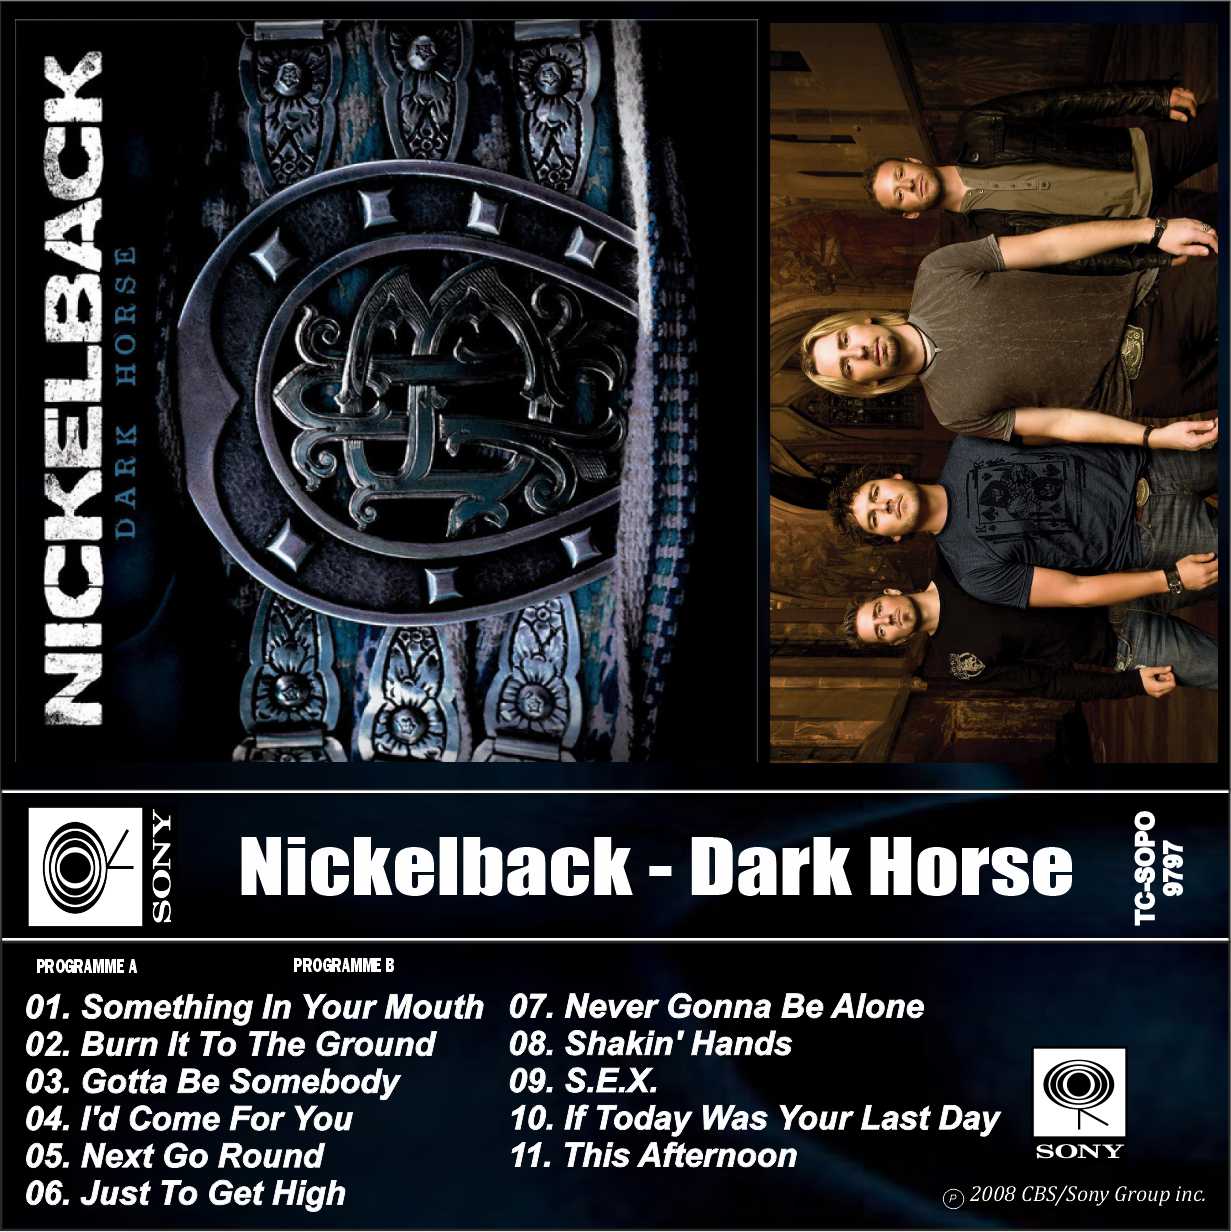 NICKELBACK
DARK HORSE
SONY
Nickelback - Dark Horse
TC-SOPO
9797
PROGRAMME A
01. Something In Your Mouth
02. Burn It To The Ground
03. Gotta Be Somebody
04. I'd Come For You
05. Next Go Round
06. Just To Get High
PROGRAMME B
07. Never Gonna Be Alone
08. Shakin' Hands
09. S.E.X.
10. If Today Was Your Last Day
11. This Afternoon
SONY
℗ 2008 CBS/Sony Group inc.